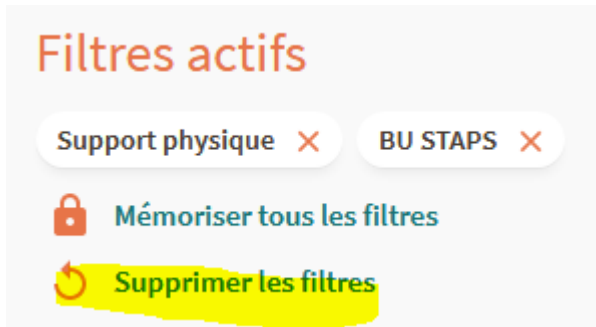 Filtres actifs
Support physique BU STAPS
Mémoriser tous les filtres
Supprimer les filtres